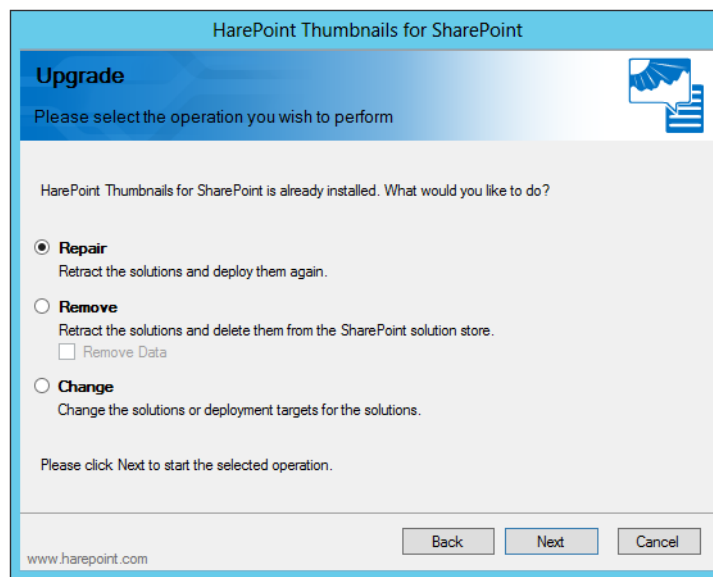 HarePoint Thumbnails for SharePoint
Upgrade
Please select the operation you wish to perform
HarePoint Thumbnails for SharePoint is already installed. What would you like to do?
Repair
Retract the solutions and deploy them again.
Remove
Retract the solutions and delete them from the SharePoint solution store.
Remove Data
Change
Change the solutions or deployment targets for the solutions.
Please click Next to start the selected operation.
Back Next Cancel
www.harepoint.com